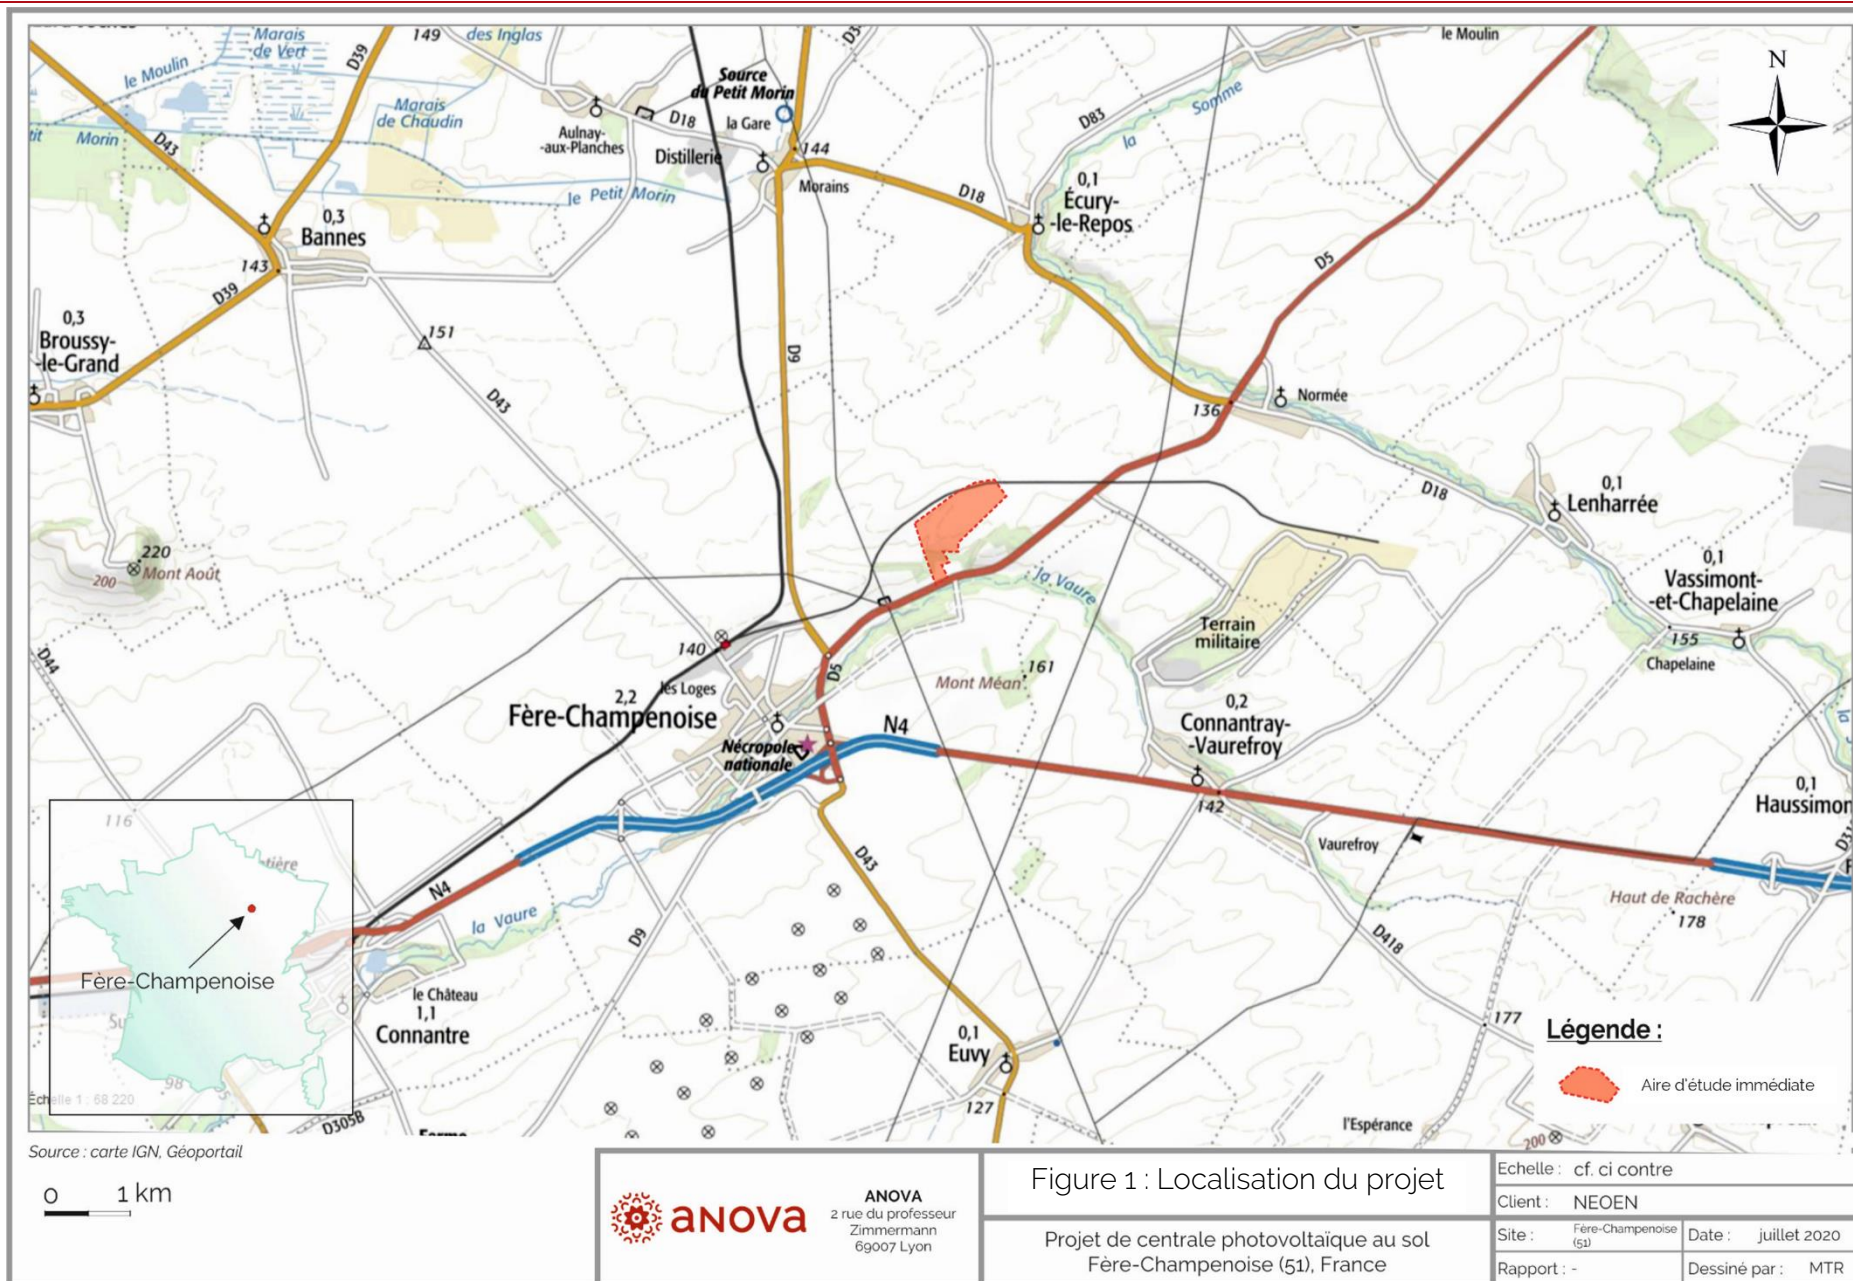 Marais
de Vert
149
des Inglas
le Moulin
D39
le Moulin
Source
du Petit Morin
la Gare
Marais
de Chaudin
Aulnay-
-aux-Planches
D18
Distillerie
144
Morains
le Petit Morin
Morin
D43
D83
la
Somme
D18
0,1
Écury-
-le-Repos
N
0,3
Bannes
143
D39
D5
0,3
Broussy-
-le-Grand
151
D43
D9
136
Normée
D18
0,1
Lenharrée
220
200
Mont Août
0,1
Vassimont-
-et-Chapelaine
155
Chapelaine
la Vaure
Terrain
militaire
D44
140
les Loges
D5
Mont Méan
161
2,2
Fère-Champenoise
Nécropole
nationale
N4
0,2
Connantray-
-Vaurefroy
142
0,1
Haussimon
Vaurefroy
D43
116
tière
N4
la Vaure
D9
Haut de Rachère
178
D418
Fère-Champenoise
le Château
1,1
Connantre
0,1
Euvy
127
177
98
Échelle 1 : 68 220
D305B
l'Espérance
200
Légende :
Aire d'étude immédiate
Source : carte IGN, Géoportail
0 1 km
ANOVA
ANOVA
2 rue du professeur
Zimmermann
69007 Lyon
Figure 1 : Localisation du projet
Projet de centrale photovoltaïque au sol
Fère-Champenoise (51), France
Echelle : cf. ci contre
Client : NEOEN
Site : Fère-Champenoise
(51)
Date : juillet 2020
Rapport : -
Dessiné par : MTR